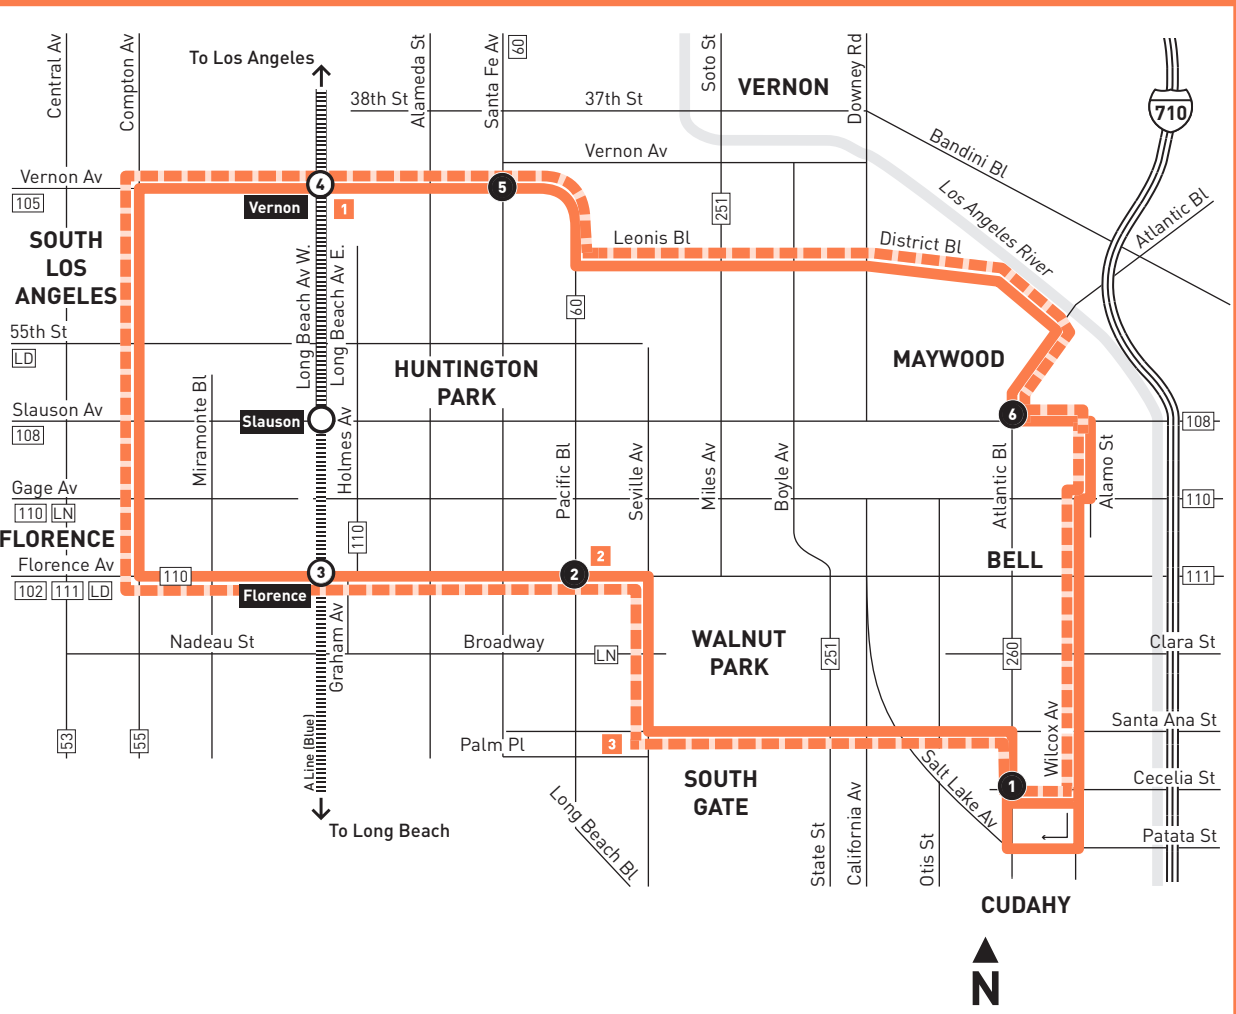 Central Av
Compton Av
To Los Angeles
Alameda St
Santa Fe Av
60
Soto St
VERNON
Downey Rd
710
38th St
37th St
Bandini Bl
Vernon Av
Vernon Av
105
4
5
Vernon
1
251
Los Angeles River
Atlantic Bl
SOUTH
LOS
ANGELES
Leonis Bl
District Bl
Long Beach Av W.
Long Beach Av E.
60
55th St
LD
HUNTINGTON
PARK
MAYWOOD
Miramonte Bl
Slauson Av
108
Slauson
Holmes Av
6
108
Pacific Bl
Seville Av
Miles Av
Boyle Av
Atlantic Bl
Alamo St
Gage Av
110
LN
110
110
FLORENCE
BELL
Florence Av
110
3
2
2
111
102
111
LD
Florence
Graham Av
Nadeau St
Broadway
LN
WALNUT
PARK
251
260
Clara St
53
55
A Line (Blue)
Palm Pl
3
Wilcox Av
Santa Ana St
SOUTH
GATE
Salt Lake Av
1
Cecelia St
To Long Beach
Long Beach Bl
State St
California Av
Otis St
Patata St
CUDAHY
N